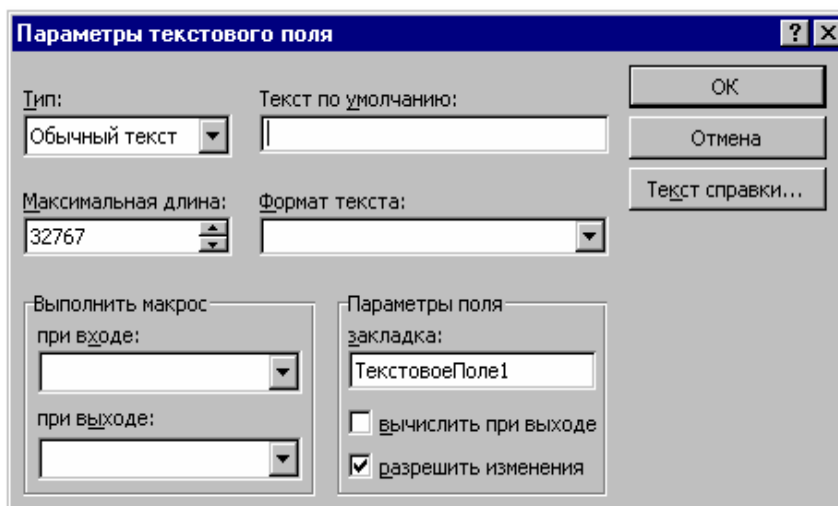 Параметры текстового поля
Тип:
Обычный текст
Текст по умолчанию:
Максимальная длина:
32767
Формат текста:
Выполнить макрос
при входе:
при выходе:
Параметры поля
закладка:
ТекстовоеПоле1
вычислить при выходе
разрешить изменения
ОК
Отмена
Текст справки...